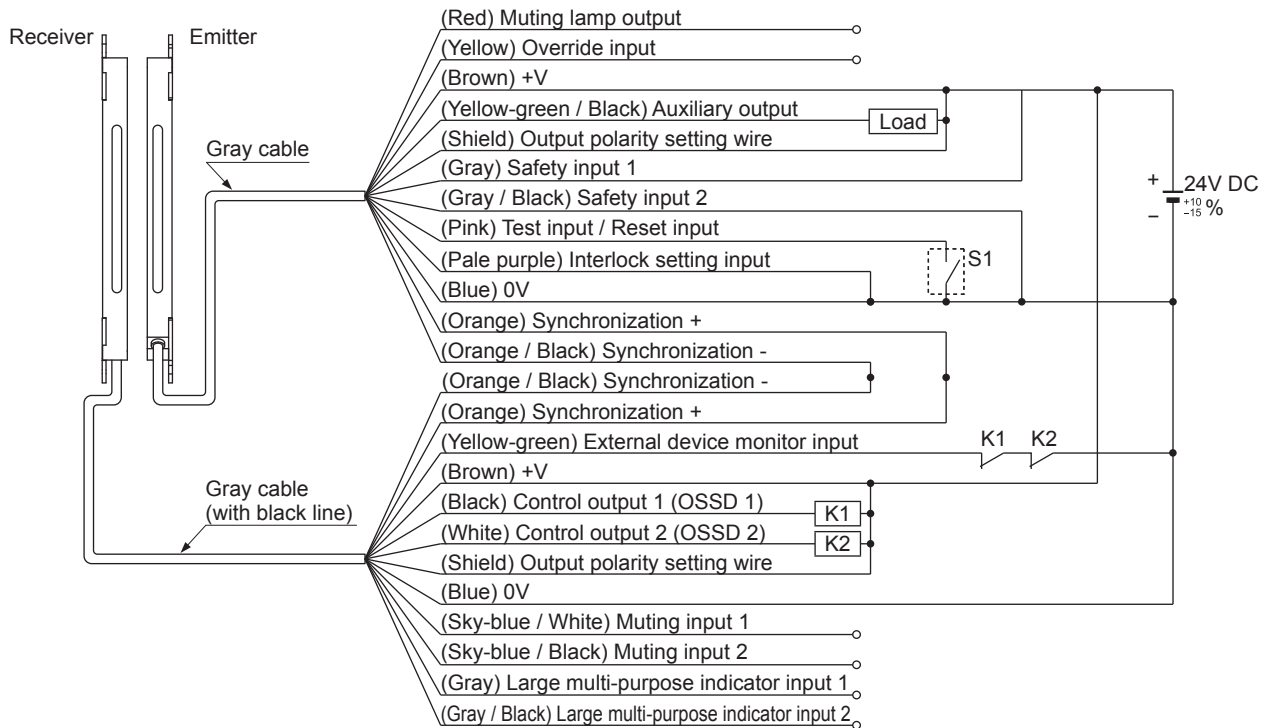 Receiver
Emitter
(Red) Muting lamp output
(Yellow) Override input
(Brown) +V
(Yellow-green / Black) Auxiliary output
Load
(Shield) Output polarity setting wire
Gray cable
(Gray) Safety input 1
(Gray / Black) Safety input 2
+
24V DC
+10
-15 %
−
(Pink) Test input / Reset input
(Pale purple) Interlock setting input
S1
(Blue) 0V
(Orange) Synchronization +
(Orange / Black) Synchronization -
(Orange / Black) Synchronization -
(Orange) Synchronization +
(Yellow-green) External device monitor input
K1
K2
(Brown) +V
Gray cable
(with black line)
(Black) Control output 1 (OSSD 1)
K1
(White) Control output 2 (OSSD 2)
K2
(Shield) Output polarity setting wire
(Blue) 0V
(Sky-blue / White) Muting input 1
(Sky-blue / Black) Muting input 2
(Gray) Large multi-purpose indicator input 1
(Gray / Black) Large multi-purpose indicator input 2